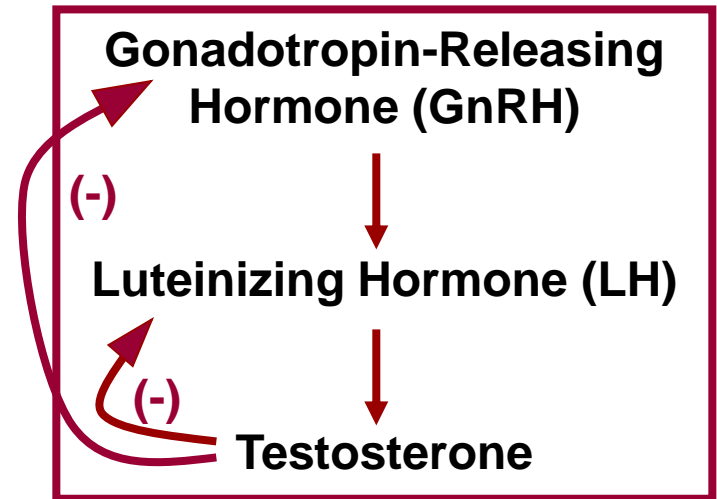 Gonadotropin-Releasing
Hormone (GnRH)
(-)
Luteinizing Hormone (LH)
(-)
Testosterone